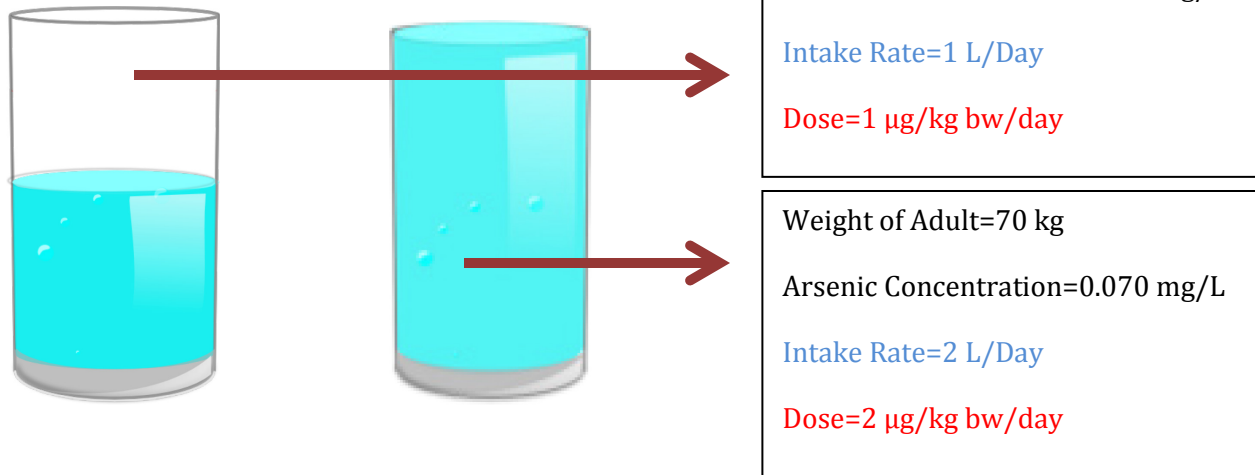 Intake Rate=1 L/Day
Dose=1 µg/kg bw/day
Weight of Adult=70 kg
Arsenic Concentration=0.070 mg/L
Intake Rate=2 L/Day
Dose=2 µg/kg bw/day